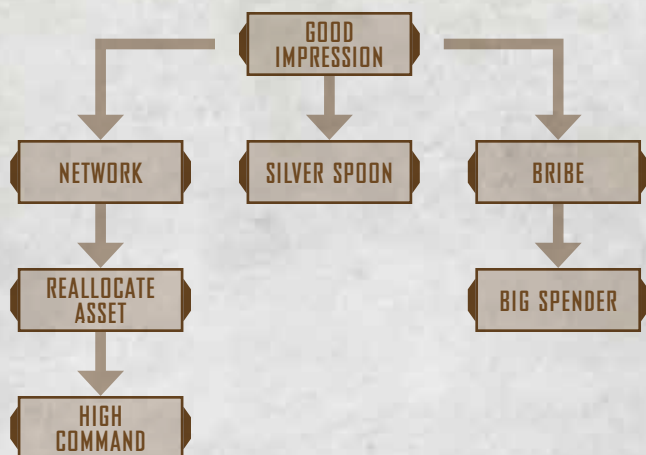 GOOD
IMPRESSION
NETWORK
SILVER SPOON
BRIBE
REALLOCATE
ASSET
BIG SPENDER
HIGH
COMMAND